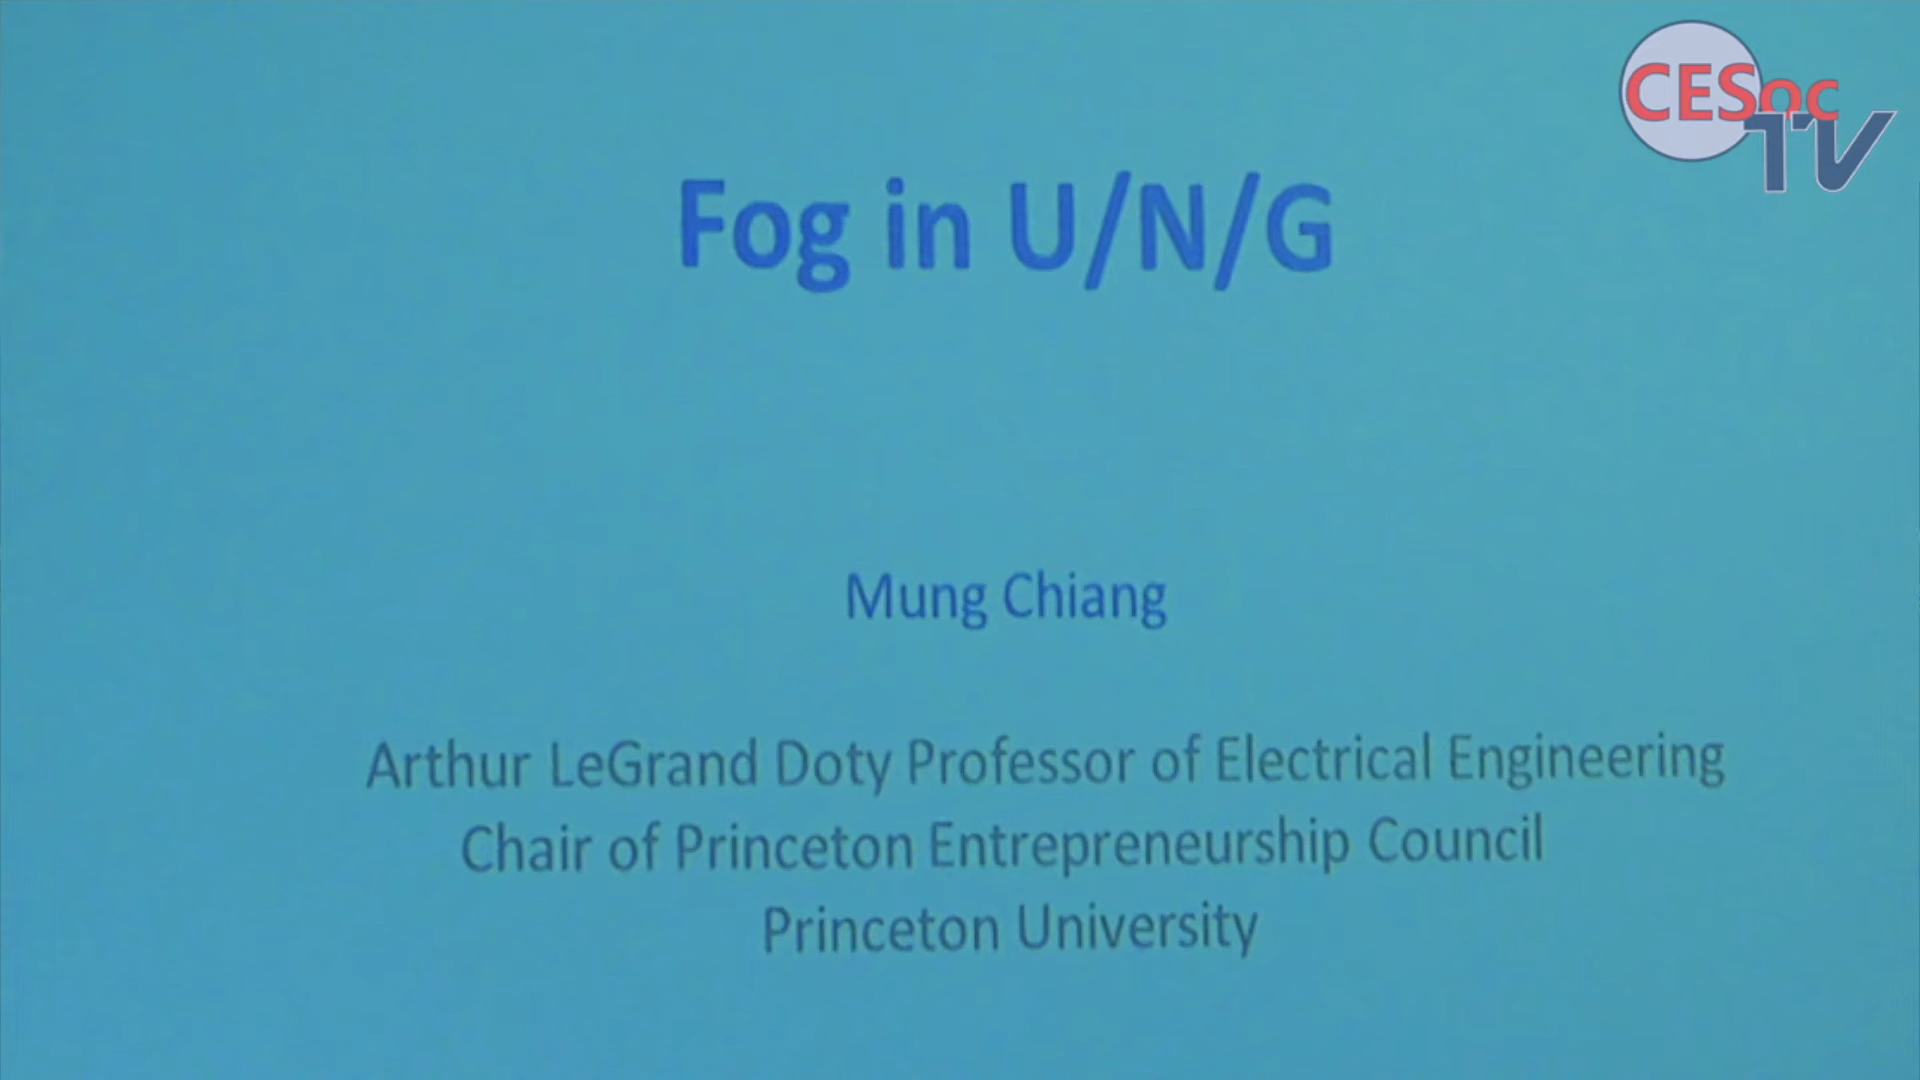 CESoc
TV
Fog in U/N/G
Mung Chiang
Arthur LeGrand Doty Professor of Electrical Engineering
Chair of Princeton Entrepreneurship Council
Princeton University